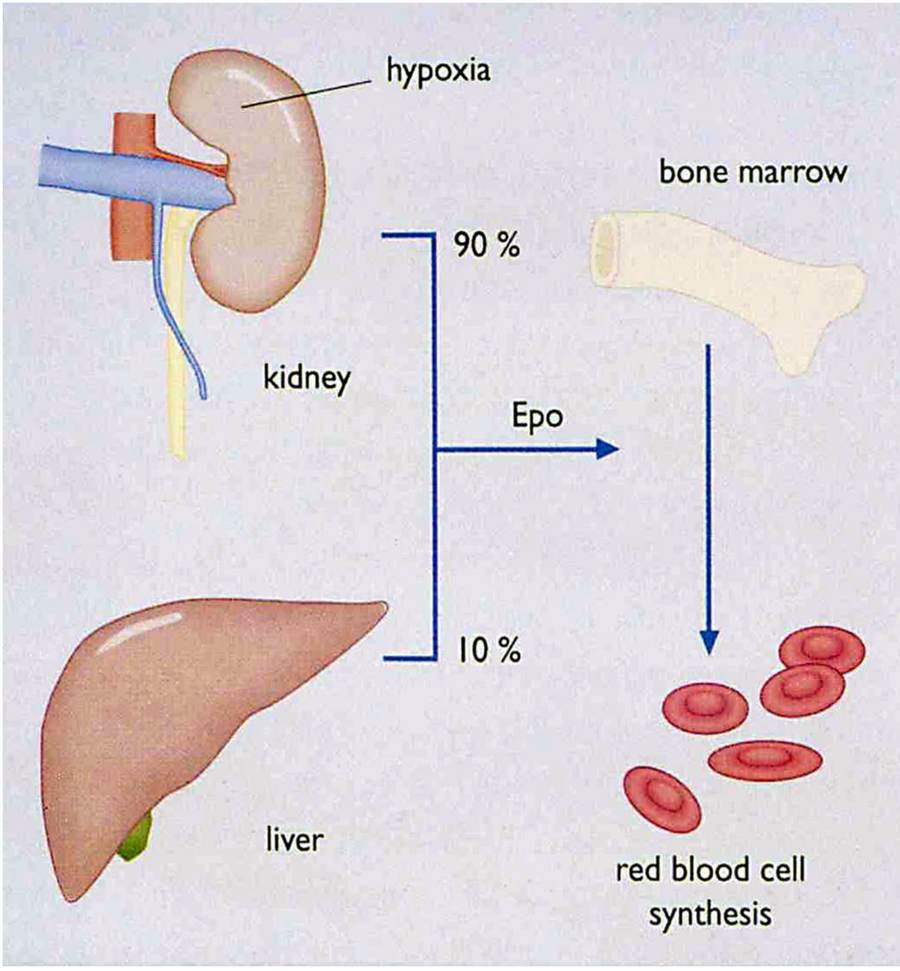 hypoxia
bone marrow
90 %
kidney
Epo
10 %
liver
red blood cell
synthesis